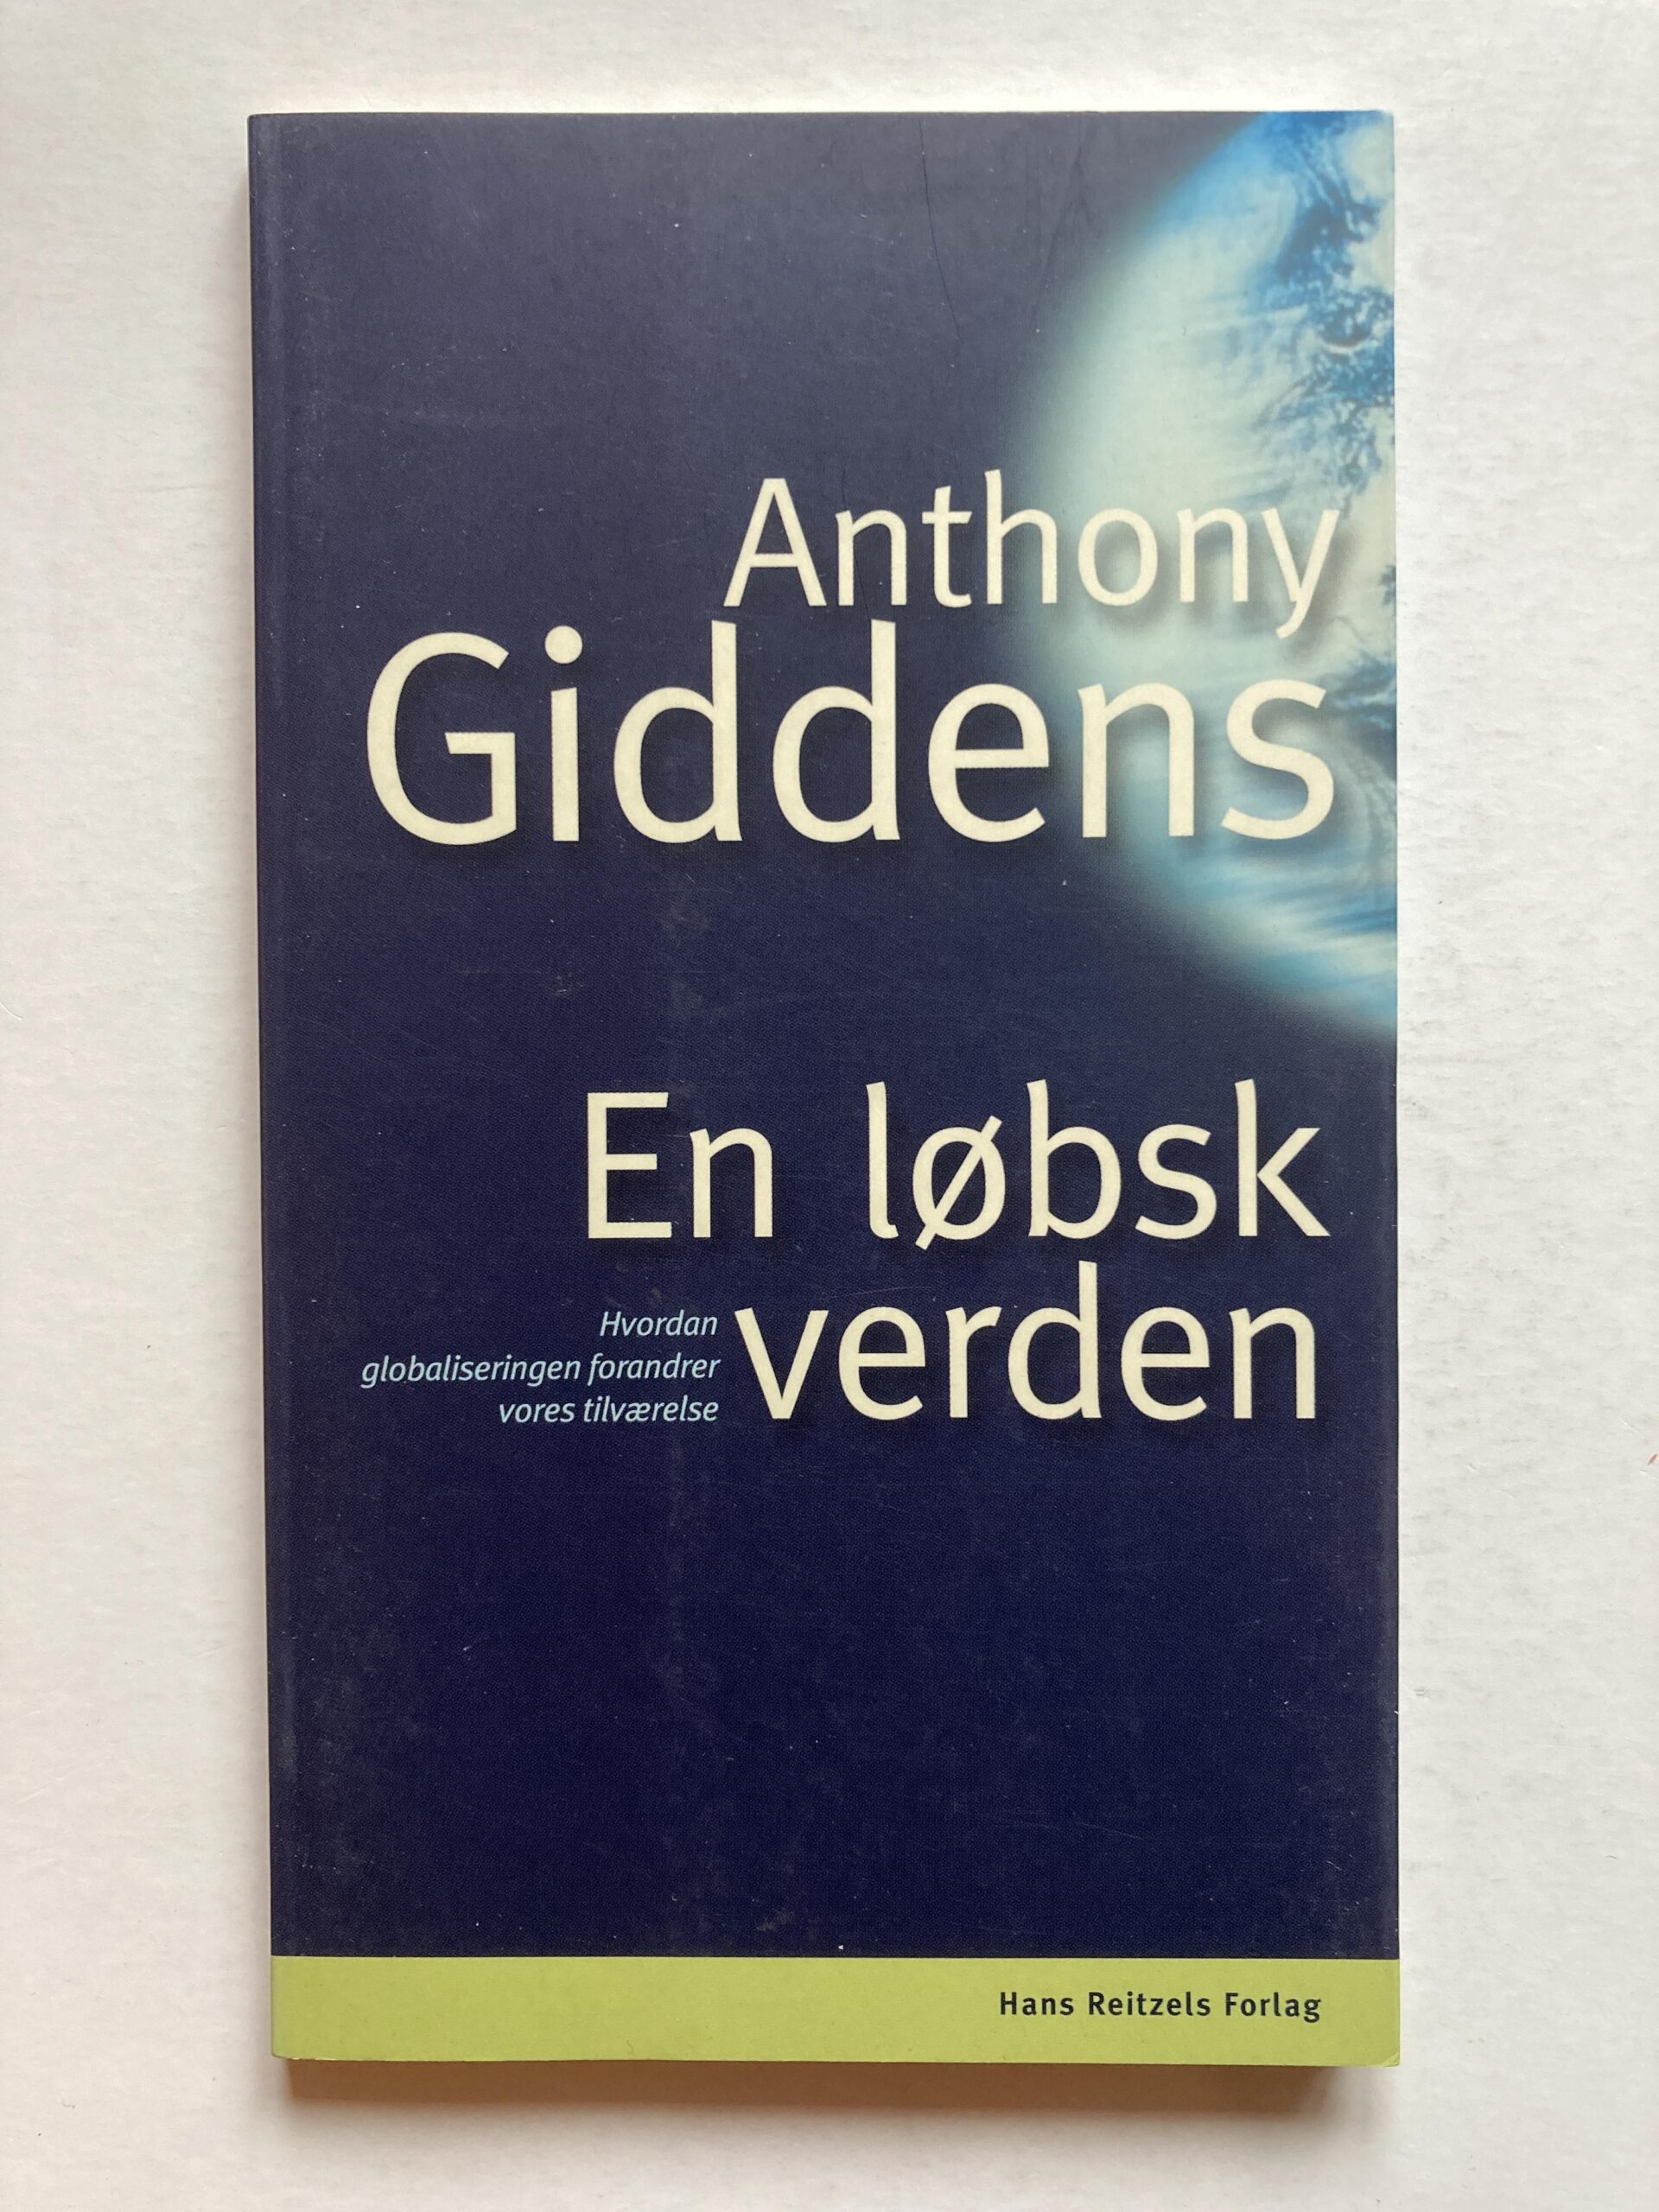 Anthony
Giddens
En løbsk
verden
Hvordan
globaliseringen forandrer
vores tilværelse
Hans Reitzels Forlag